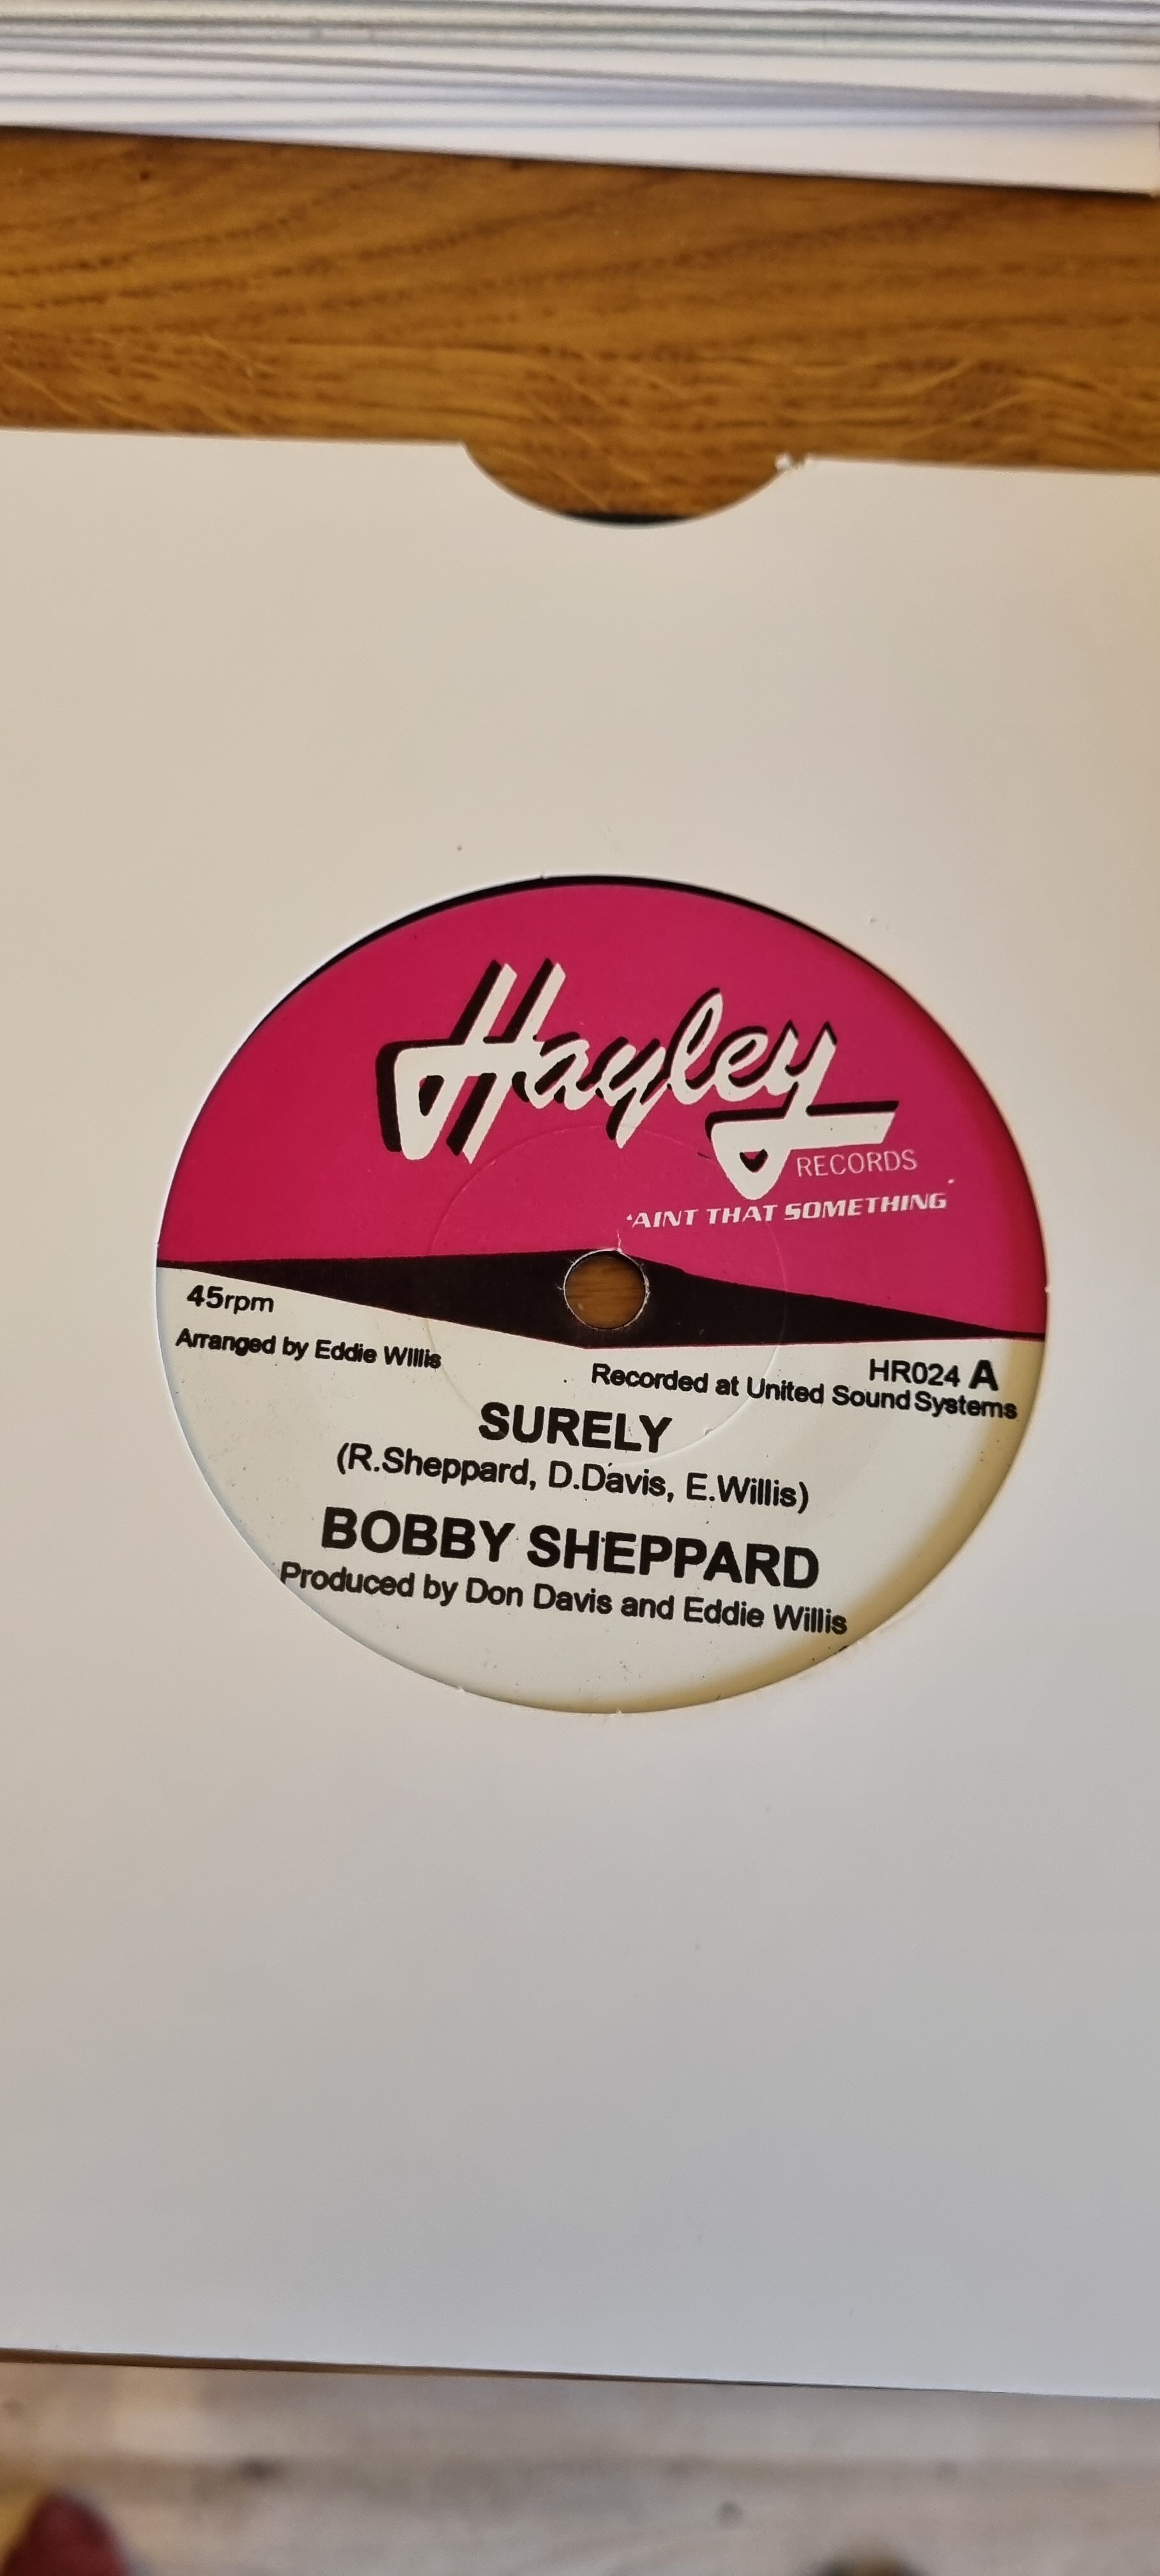 Hayley
RECORDS
'AINT THAT SOMETHING'
45rpm
Arranged by Eddie Willis
HR024 A
Recorded at United Sound Systems
SURELY
(R.Sheppard, D.Davis, E.Willis)
BOBBY SHEPPARD
Produced by Don Davis and Eddie Willis